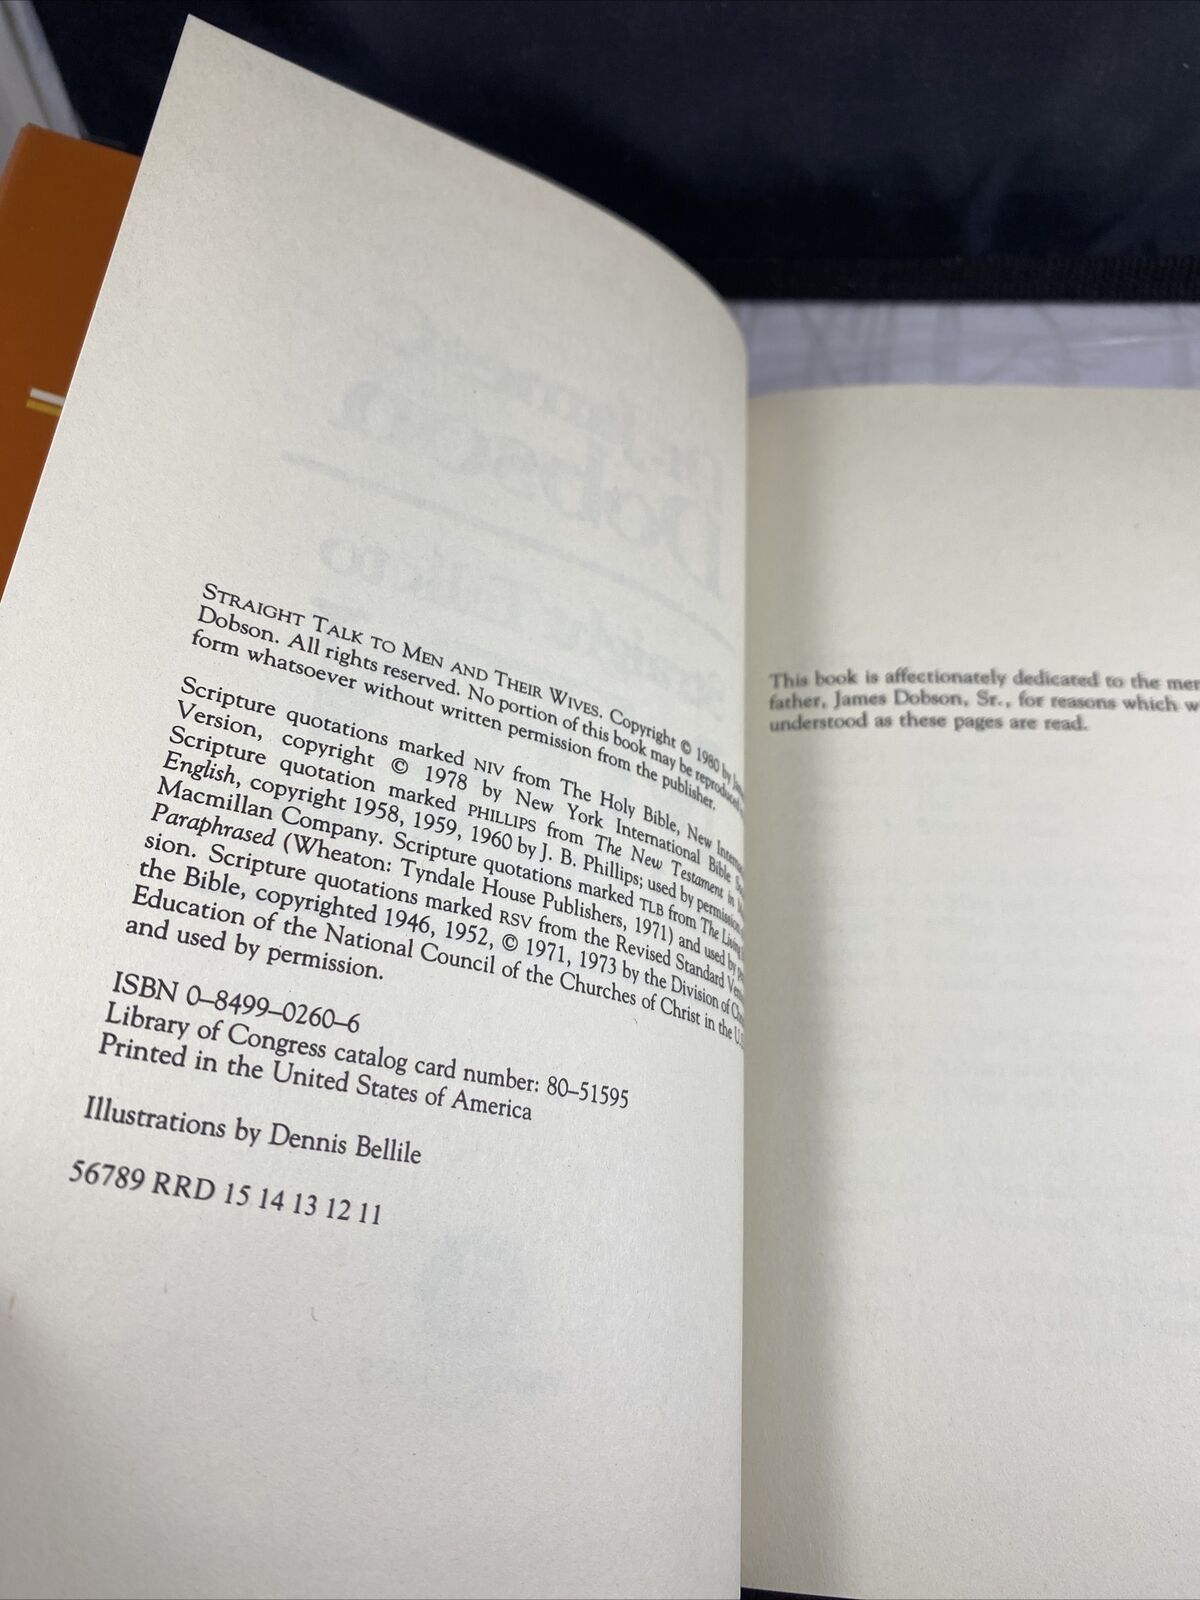 STRAIGHT TALK TO MEN AND THEIR WIVES. Copyright © 1980 by
Dobson. All rights reserved. No portion of this book may be reproduced
form whatsoever without written permission from the publisher.
Scripture quotations marked NIV from The Holy Bible, New
Version, copyright © 1978 by New York International Bible
Scripture quotation marked PHILLIPS from The New Testament in
English, copyright 1958, 1959, 1960 by J. B. Phillips; used by permission
Macmillan Company. Scripture quotations marked TLB from The Living
Paraphrased (Wheaton: Tyndale House Publishers, 1971) and used by
sion. Scripture quotations marked RSV from the Revised Standard
the Bible, copyrighted 1946, 1952, © 1971, 1973 by the Division of
Education of the National Council of the Churches of Christ in the U.S.
and used by permission.
ISBN 0–8499–0260–6
Library of Congress catalog card number: 80–51595
Printed in the United States of America
Illustrations by Dennis Bellile
56789 RRD 15 14 13 12 11
This book is affectionately dedicated to the
father, James Dobson, Sr., for reasons which
understood as these pages are read.